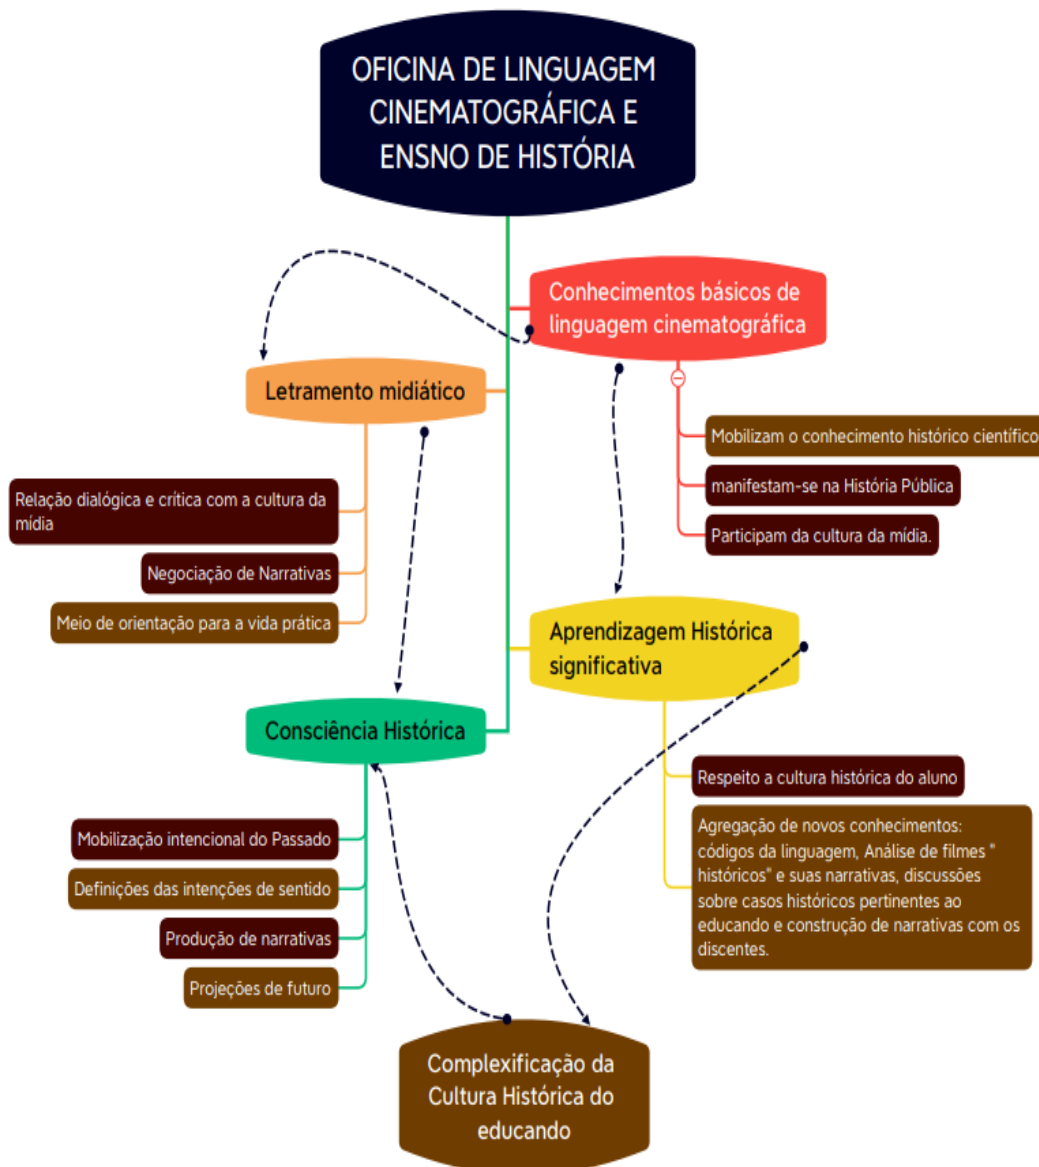 OFICINA DE LINGUAGEM
CINEMATOGRÁFICA E
ENSNO DE HISTÓRIA
Conhecimentos básicos de
linguagem cinematográfica
Mobilizam o conhecimento histórico científico
manifestam-se na História Pública
Participam da cultura da mídia.
Letramento midiático
Relação dialógica e crítica com a cultura da
mídia
Negociação de Narrativas
Meio de orientação para a vida prática
Aprendizagem Histórica
significativa
Respeito a cultura histórica do aluno
Agregação de novos conhecimentos:
códigos da linguagem, Análise de filmes "
históricos" e suas narrativas, discussões
sobre casos históricos pertinentes ao
educando e construção de narrativas com os
discentes.
Consciência Histórica
Mobilização intencional do Passado
Definições das intenções de sentido
Produção de narrativas
Projeções de futuro
Complexificação da
Cultura Histórica do
educando